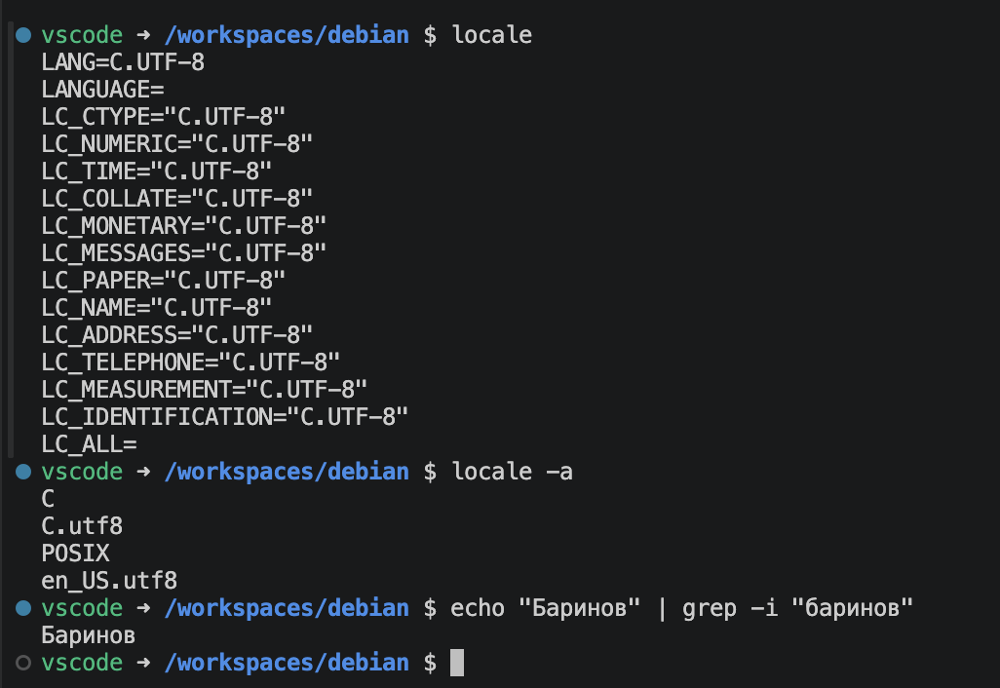 vscode ➜ /workspaces/debian $ locale
LANG=C.UTF-8
LANGUAGE=
LC_CTYPE="C.UTF-8"
LC_NUMERIC="C.UTF-8"
LC_TIME="C.UTF-8"
LC_COLLATE="C.UTF-8"
LC_MONETARY="C.UTF-8"
LC_MESSAGES="C.UTF-8"
LC_PAPER="C.UTF-8"
LC_NAME="C.UTF-8"
LC_ADDRESS="C.UTF-8"
LC_TELEPHONE="C.UTF-8"
LC_MEASUREMENT="C.UTF-8"
LC_IDENTIFICATION="C.UTF-8"
LC_ALL=
vscode ➜ /workspaces/debian $ locale -a
C
C.utf8
POSIX
en_US.utf8
vscode ➜ /workspaces/debian $ echo "Баринов" | grep -i "баринов"
Баринов
vscode ➜ /workspaces/debian $